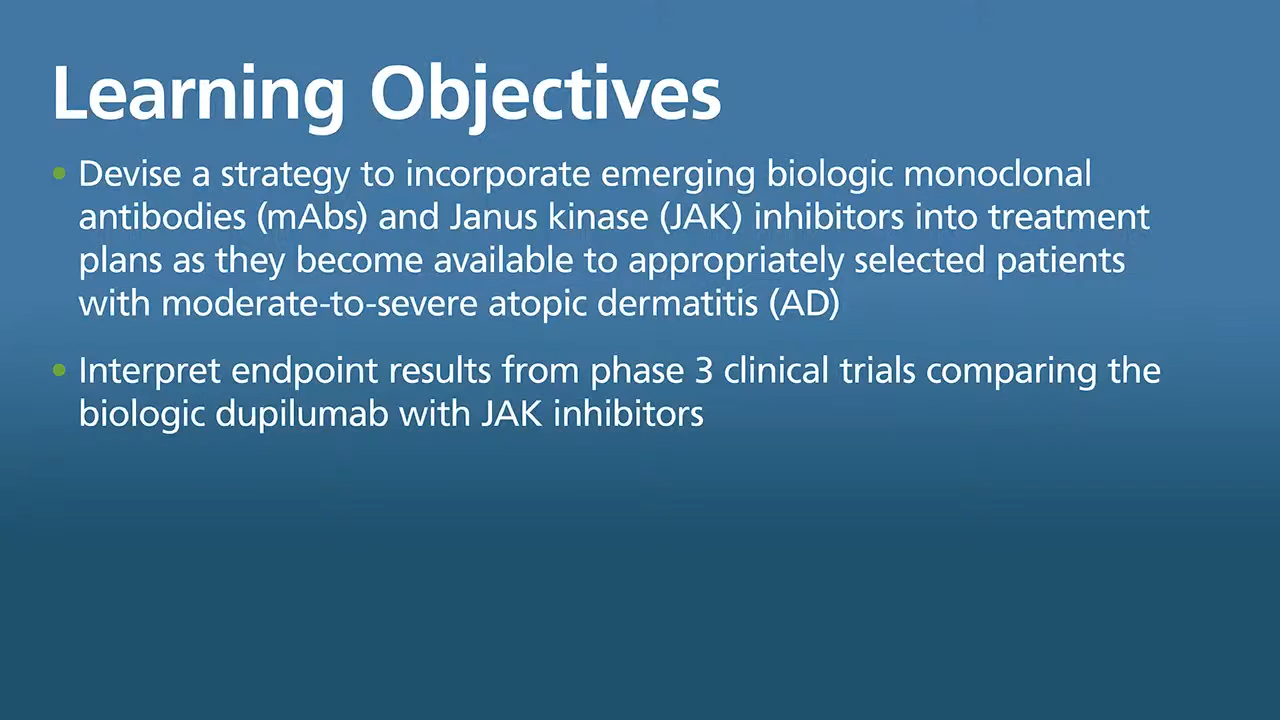 Learning Objectives
• Devise a strategy to incorporate emerging biologic monoclonal
antibodies (mAbs) and Janus kinase (JAK) inhibitors into treatment
plans as they become available to appropriately selected patients
with moderate-to-severe atopic dermatitis (AD)
• Interpret endpoint results from phase 3 clinical trials comparing the
biologic dupilumab with JAK inhibitors